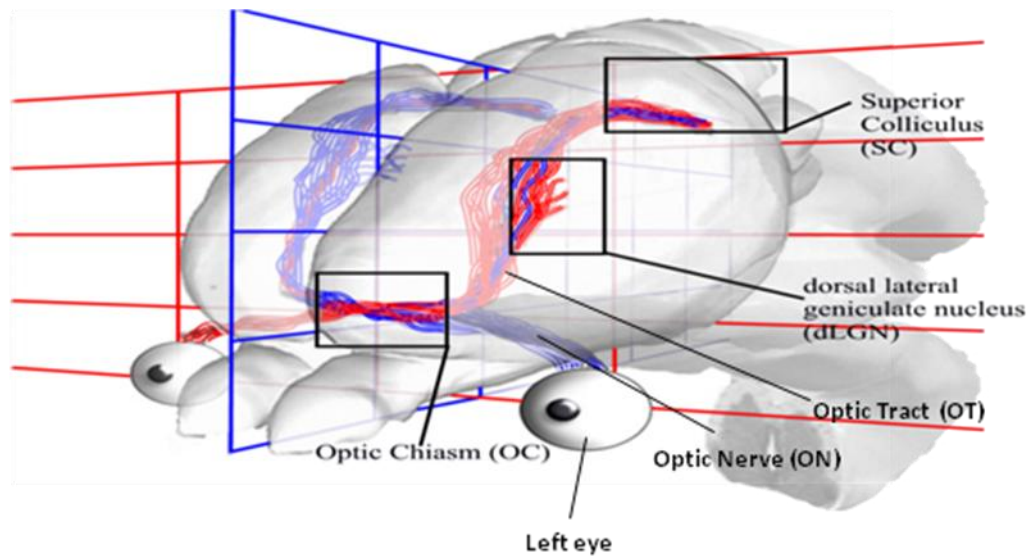 Superior
Colliculus
(SC)
dorsal lateral
geniculate nucleus
(dLGN)
Optic Tract (OT)
Optic Chiasm (OC)
Optic Nerve (ON)
Left eye